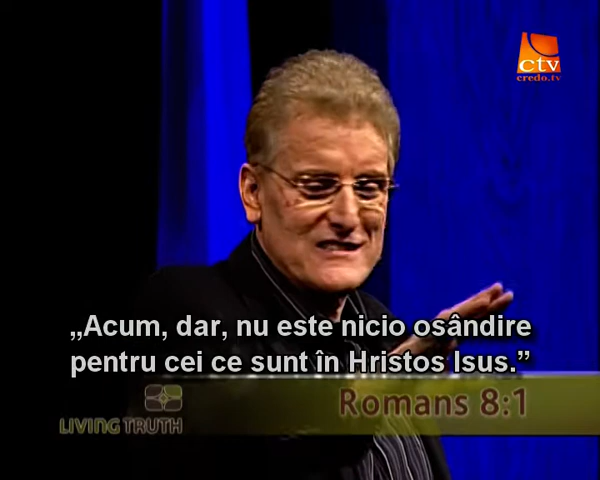 ctv
credo.tv
„Acum, dar, nu este nicio osândire
pentru cei ce sunt în Hristos Isus.”
Romans 8:1
LIVING TRUTH